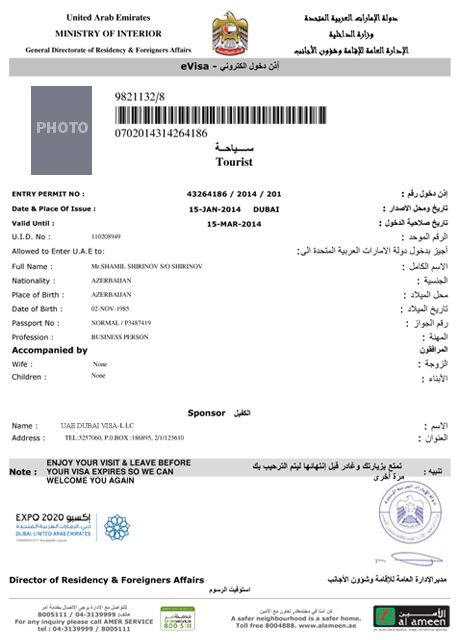 United Arab Emirates
دولة الإمارات العربية المتحدة
MINISTRY OF INTERIOR
وزارة الداخلية
General Directorate of Residency & Foreigners Affairs
الإدارة العامة للإقامة وشؤون الأجانب
eVisa – إذن دخول الكتروني
PHOTO
9821132/8
0702014314264186
سـيـاحـة
Tourist
ENTRY PERMIT NO : 43264186 / 2014 / 201 إذن دخول رقم :
Date & Place Of Issue : 15-JAN-2014 DUBAI تاريخ ومحل الاصدار :
Valid Until : 15-MAR-2014 تاريخ صلاحية الدخول :
U.I.D. No : 110208949 الرقم الموحد :
Allowed to Enter U.A.E to: أجيز بدخول دولة الامارات العربية المتحدة الى:
Full Name : Mr.SHAMIL SHIRINOV S/O SHIRINOV الاسم الكامل :
Nationality : AZERBAIJAN الجنسية :
Place of Birth : AZERBAIJAN محل الميلاد :
Date of Birth : 02-NOV-1985 تاريخ الميلاد :
Passport No : NORMAL / P3487419 رقم الجواز :
Profession : BUSINESS PERSON المهنة :
Accompanied by المرافقون
Wife : None الزوجة :
Children : None الأبناء :
Sponsor الكفيل
Name : UAE DUBAI VISA-L LC الاسم :
Address : TEL:3257060, P.O.BOX :186895, 2/1/123610 العنوان :
Note : ENJOY YOUR VISIT & LEAVE BEFORE
YOUR VISA EXPIRES SO WE CAN
WELCOME YOU AGAIN
تنبيه : تمتع بزيارتك وغادر قبل إنتهائها ليتم الترحيب بك
مرة أخرى
EXPO 2020 إكسبو
دبي، الإمارات العربية المتحدة
DUBAI, UNITED ARAB EMIRATES
Director of Residency & Foreigners Affairs
مدير الإدارة العامة للإقامة وشؤون الأجانب
استوفيت الرسوم
للتواصل مع الإدارة يرجى الاتصال بخدمة آمر
هاتف: 04-3139999 / 8005111
For any inquiry please call AMER SERVICE
tel : 04-3139999 / 8005111
800 5111
كن آمنا في مجتمعك، تعاون مع الأمين
A safer neighbourhood is a safer home.
Toll free 8004888. www.alameen.ae
الأمين
al ameen